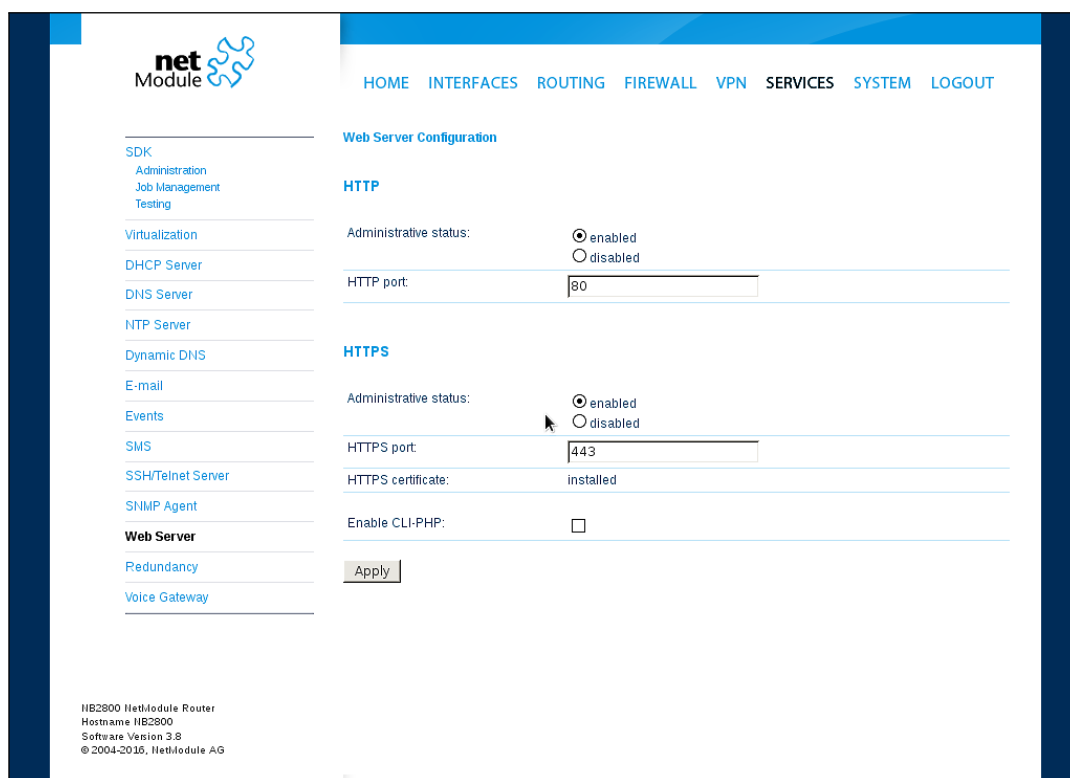 net
Module
HOME INTERFACES ROUTING FIREWALL VPN SERVICES SYSTEM LOGOUT
SDK
Administration
Job Management
Testing
Virtualization
DHCP Server
DNS Server
NTP Server
Dynamic DNS
E-mail
Events
SMS
SSH/Telnet Server
SNMP Agent
Web Server
Redundancy
Voice Gateway
Web Server Configuration
HTTP
Administrative status:
enabled
disabled
HTTP port: 80
HTTPS
Administrative status:
enabled
disabled
HTTPS port: 443
HTTPS certificate: installed
Enable CLI-PHP:
Apply
NB2800 NetModule Router
Hostname NB2800
Software Version 3.8
© 2004-2016, NetModule AG